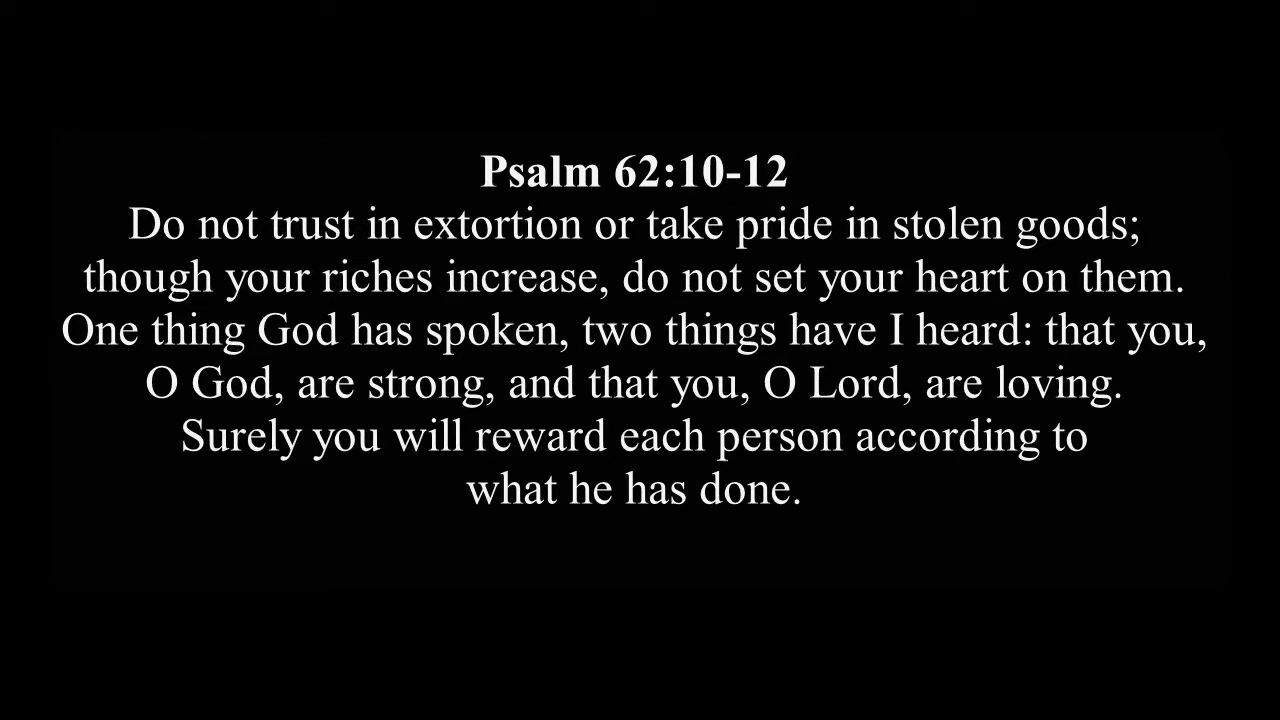 Psalm 62:10-12
Do not trust in extortion or take pride in stolen goods;
though your riches increase, do not set your heart on them.
One thing God has spoken, two things have I heard: that you,
O God, are strong, and that you, O Lord, are loving.
Surely you will reward each person according to
what he has done.